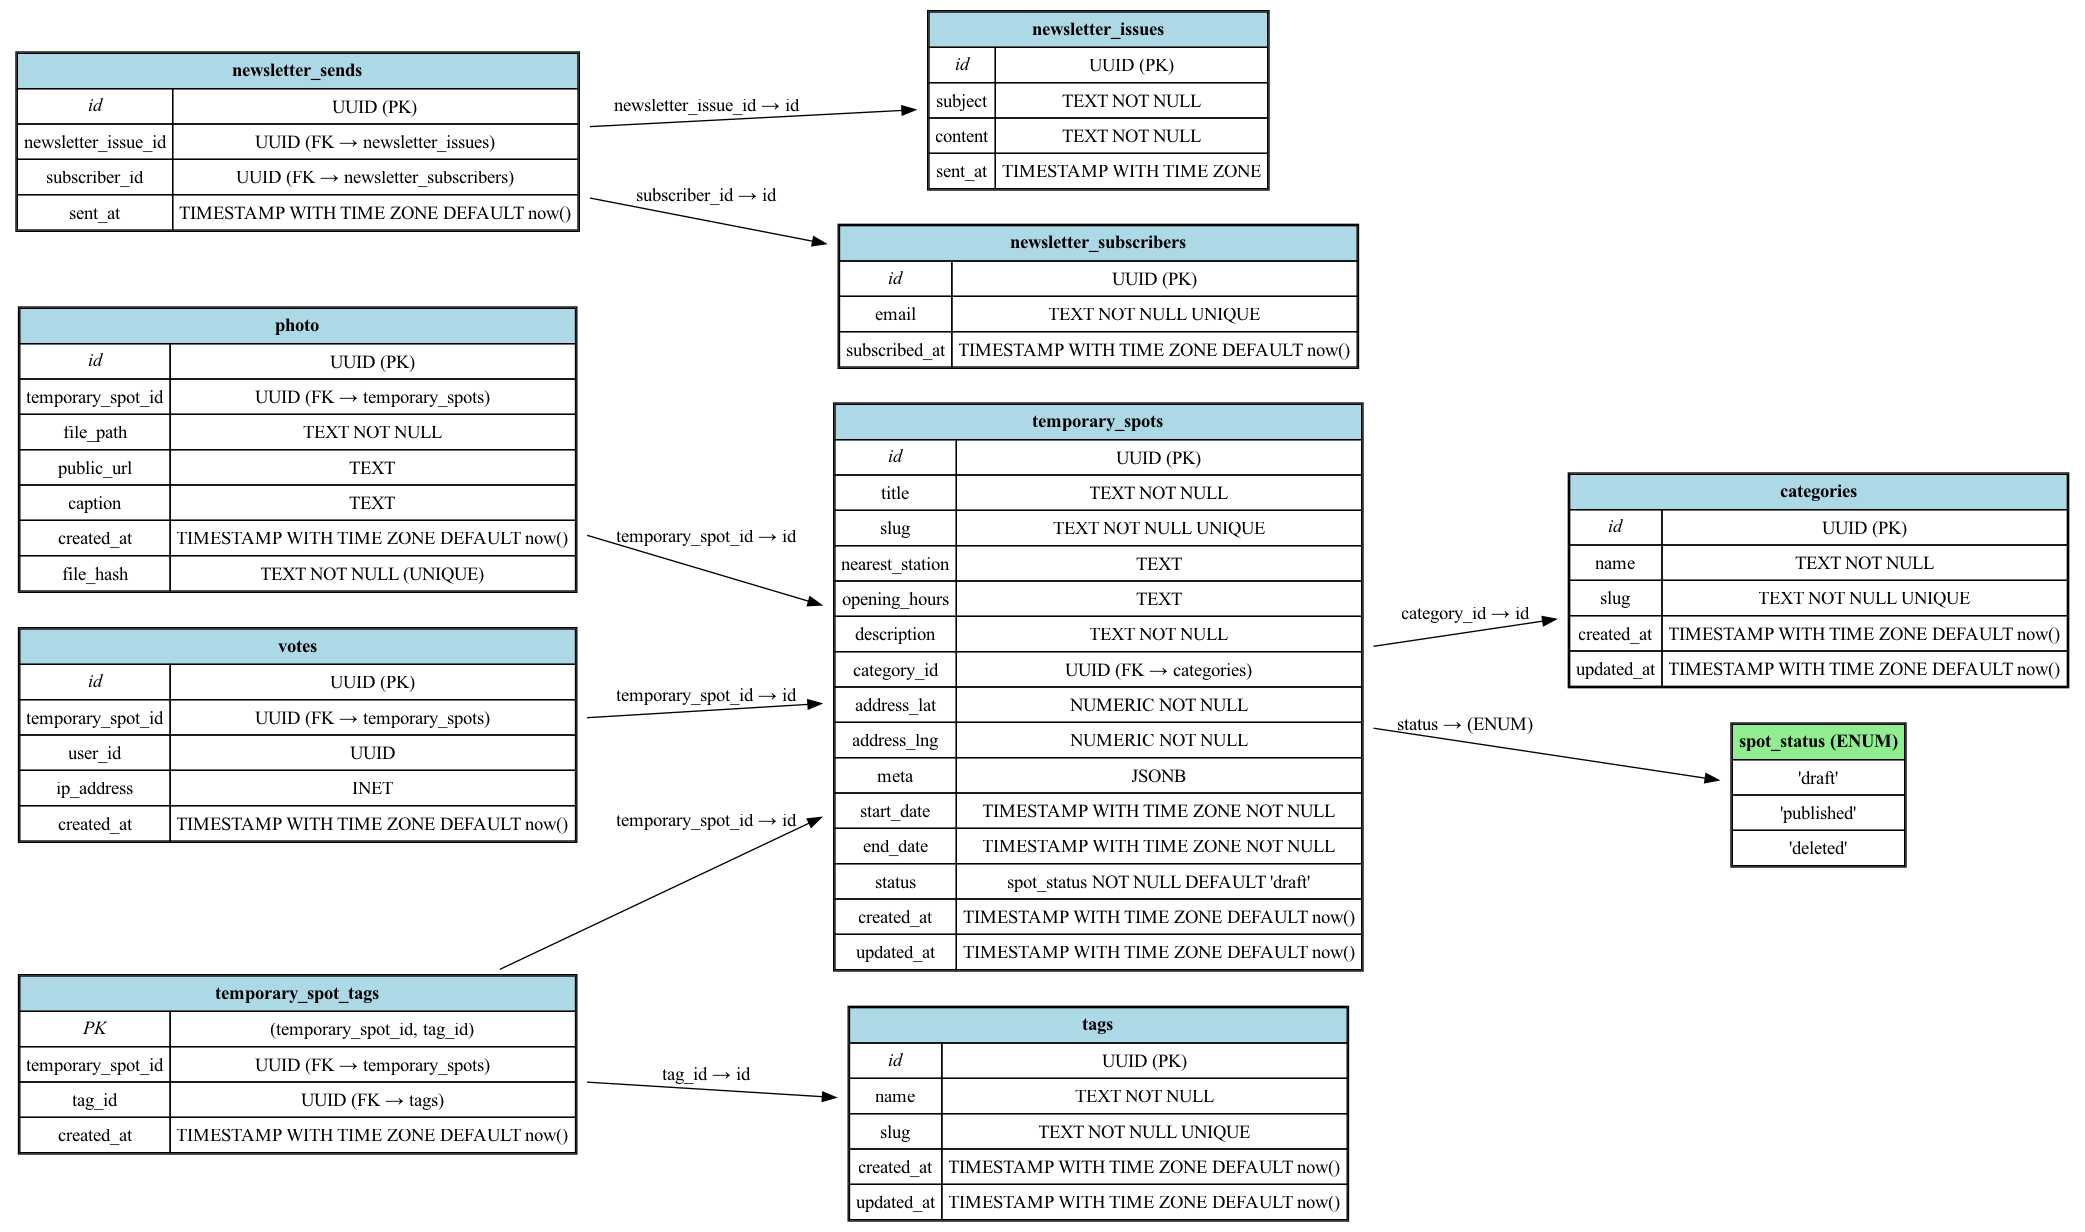 newsletter_sends
id UUID (PK)
newsletter_issue_id UUID (FK → newsletter_issues)
subscriber_id UUID (FK → newsletter_subscribers)
sent_at TIMESTAMP WITH TIME ZONE DEFAULT now()
newsletter_issue_id → id
subscriber_id → id
newsletter_issues
id UUID (PK)
subject TEXT NOT NULL
content TEXT NOT NULL
sent_at TIMESTAMP WITH TIME ZONE
newsletter_subscribers
id UUID (PK)
email TEXT NOT NULL UNIQUE
subscribed_at TIMESTAMP WITH TIME ZONE DEFAULT now()
photo
id UUID (PK)
temporary_spot_id UUID (FK → temporary_spots)
file_path TEXT NOT NULL
public_url TEXT
caption TEXT
created_at TIMESTAMP WITH TIME ZONE DEFAULT now()
file_hash TEXT NOT NULL (UNIQUE)
temporary_spot_id → id
votes
id UUID (PK)
temporary_spot_id UUID (FK → temporary_spots)
user_id UUID
ip_address INET
created_at TIMESTAMP WITH TIME ZONE DEFAULT now()
temporary_spot_id → id
temporary_spot_id → id
temporary_spots
id UUID (PK)
title TEXT NOT NULL
slug TEXT NOT NULL UNIQUE
nearest_station TEXT
opening_hours TEXT
description TEXT NOT NULL
category_id UUID (FK → categories)
address_lat NUMERIC NOT NULL
address_lng NUMERIC NOT NULL
meta JSONB
start_date TIMESTAMP WITH TIME ZONE NOT NULL
end_date TIMESTAMP WITH TIME ZONE NOT NULL
status spot_status NOT NULL DEFAULT 'draft'
created_at TIMESTAMP WITH TIME ZONE DEFAULT now()
updated_at TIMESTAMP WITH TIME ZONE DEFAULT now()
category_id → id
status → (ENUM)
categories
id UUID (PK)
name TEXT NOT NULL
slug TEXT NOT NULL UNIQUE
created_at TIMESTAMP WITH TIME ZONE DEFAULT now()
updated_at TIMESTAMP WITH TIME ZONE DEFAULT now()
spot_status (ENUM)
'draft'
'published'
'deleted'
temporary_spot_tags
PK (temporary_spot_id, tag_id)
temporary_spot_id UUID (FK → temporary_spots)
tag_id UUID (FK → tags)
created_at TIMESTAMP WITH TIME ZONE DEFAULT now()
tag_id → id
tags
id UUID (PK)
name TEXT NOT NULL
slug TEXT NOT NULL UNIQUE
created_at TIMESTAMP WITH TIME ZONE DEFAULT now()
updated_at TIMESTAMP WITH TIME ZONE DEFAULT now()